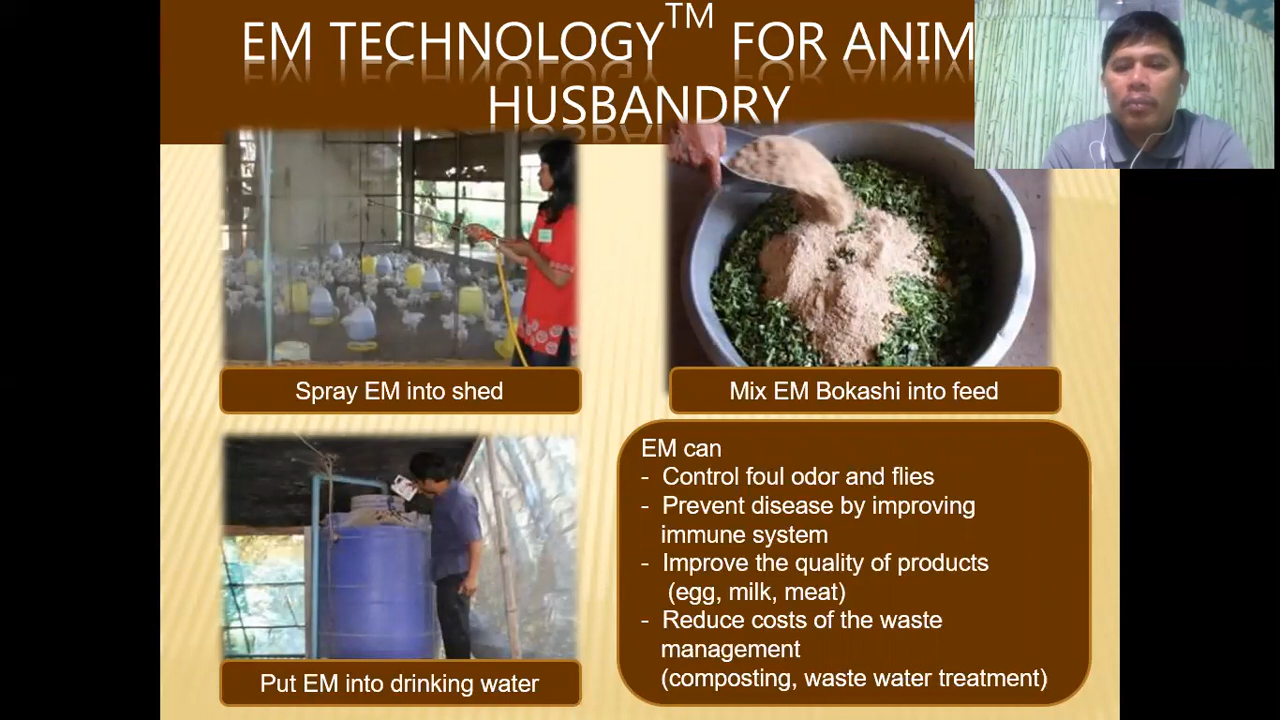 EM TECHNOLOGY™ FOR ANIM
HUSBANDRY
Spray EM into shed
Mix EM Bokashi into feed
Put EM into drinking water
EM can
- Control foul odor and flies
- Prevent disease by improving
immune system
- Improve the quality of products
(egg, milk, meat)
- Reduce costs of the waste
management
(composting, waste water treatment)